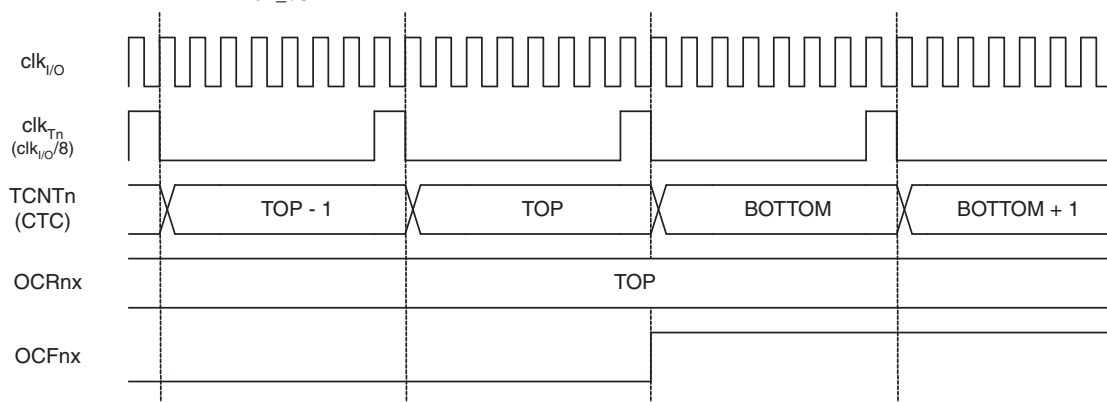 clkI/O
clkTn
(clkI/O/8)
TCNTn
(CTC)
TOP - 1
TOP
BOTTOM
BOTTOM + 1
OCRnx
TOP
OCFnx